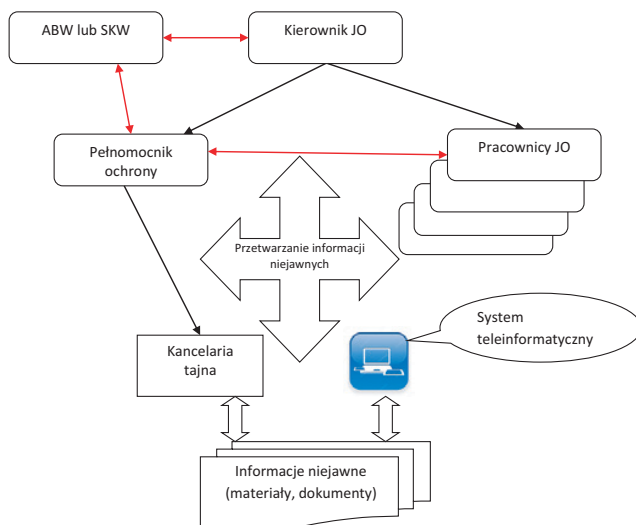 ABW lub SKW
Kierownik JO
Pełnomocnik
ochrony
Pracownicy JO
Przetwarzanie informacji
niejawnych
System
teleinformatyczny
Kancelaria
tajna
Informacje niejawne
(materiały, dokumenty)